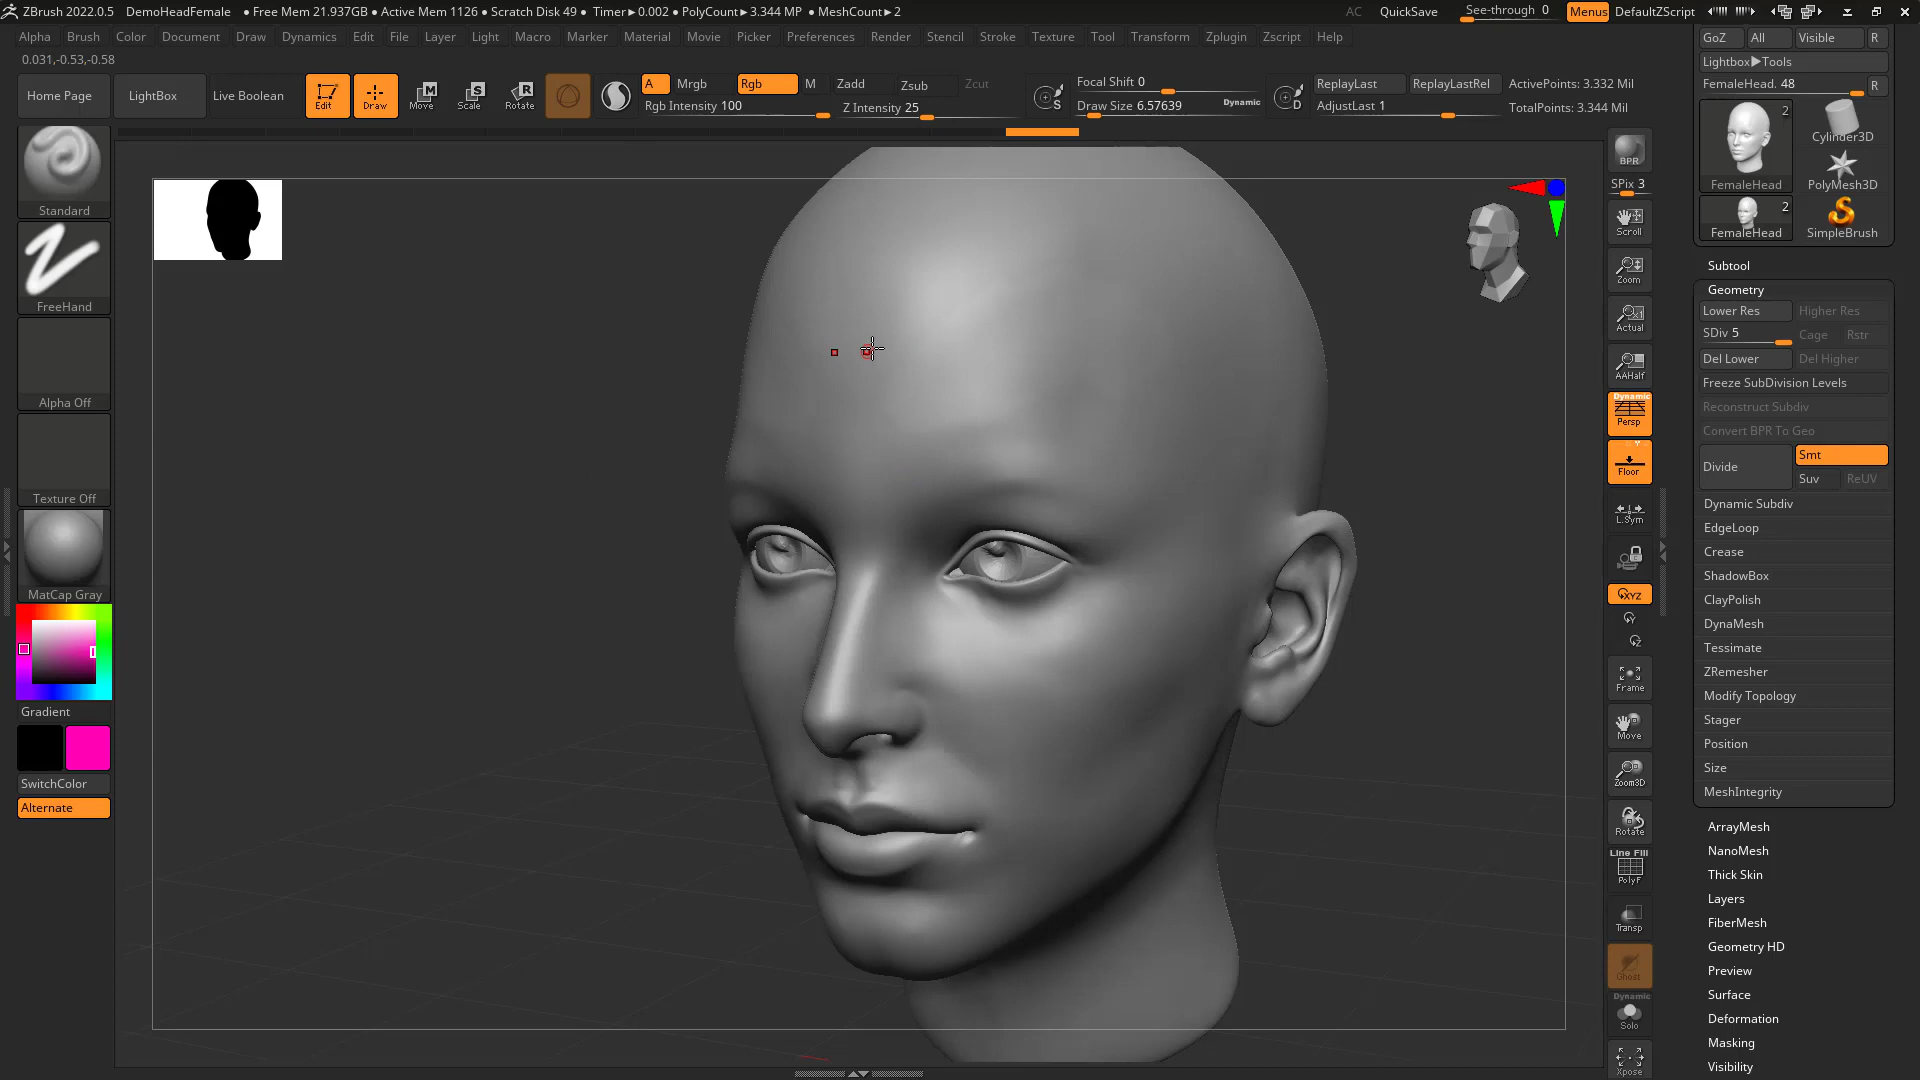 ZBrush 2022.0.5 DemoHeadFemale • Free Mem 21.937GB • Active Mem 1126 • Scratch Disk 49 • Timer►0.002 • PolyCount►3.344 MP • MeshCount►2 AC QuickSave See-through 0 Menus DefaultZScript
Alpha Brush Color Document Draw Dynamics Edit File Layer Light Macro Marker Material Movie Picker Preferences Render Stencil Stroke Texture Tool Transform Zplugin Zscript Help
0.031,-0.53,-0.58
Home Page LightBox Live Boolean Edit Draw Move Scale Rotate
A Mrgb Rgb M Zadd Zsub Zcut
Rgb Intensity 100 Z Intensity 25
Focal Shift 0
Draw Size 6.57639 Dynamic
ReplayLast ReplayLastRel ActivePoints: 3.332 Mil
AdjustLast 1 TotalPoints: 3.344 Mil
Standard
FreeHand
Alpha Off
Texture Off
MatCap Gray
Gradient
SwitchColor
Alternate
BPR
SPix 3
Scroll
Zoom
Actual
AAHalf
Dynamic
Persp
Floor
L.Sym
XYZ
Y
Z
Frame
Move
Zoom3D
Rotate
Line Fill
PolyF
Transp
Ghost
Dynamic
Solo
Xpose
GoZ All Visible R
Lightbox►Tools
FemaleHead. 48 R
2
FemaleHead
Cylinder3D
PolyMesh3D
2
FemaleHead
SimpleBrush
Subtool
Geometry
Lower Res Higher Res
SDiv 5 Cage Rstr
Del Lower Del Higher
Freeze SubDivision Levels
Reconstruct Subdiv
Convert BPR To Geo
Divide Smt
Suv ReUV
Dynamic Subdiv
EdgeLoop
Crease
ShadowBox
ClayPolish
DynaMesh
Tessimate
ZRemesher
Modify Topology
Stager
Position
Size
MeshIntegrity
ArrayMesh
NanoMesh
Thick Skin
Layers
FiberMesh
Geometry HD
Preview
Surface
Deformation
Masking
Visibility